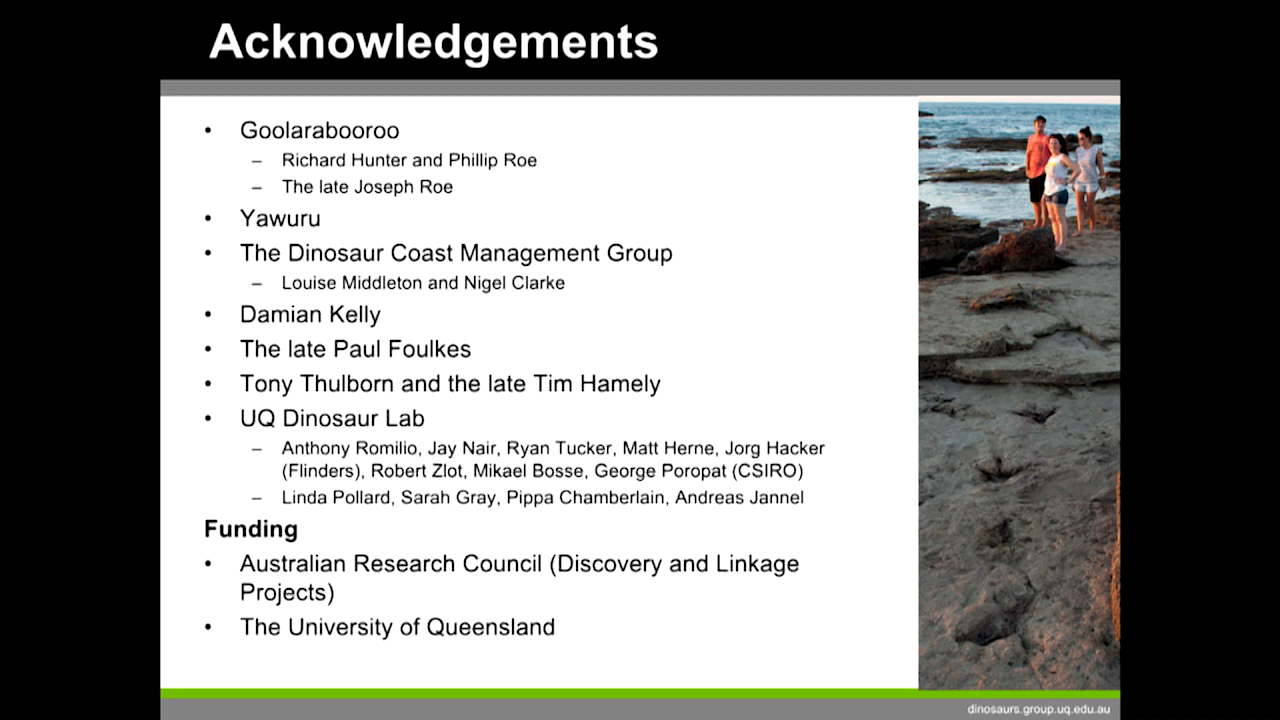 Acknowledgements
• Goolarabooroo
– Richard Hunter and Phillip Roe
– The late Joseph Roe
• Yawuru
• The Dinosaur Coast Management Group
– Louise Middleton and Nigel Clarke
• Damian Kelly
• The late Paul Foulkes
• Tony Thulborn and the late Tim Hamely
• UQ Dinosaur Lab
– Anthony Romilio, Jay Nair, Ryan Tucker, Matt Herne, Jorg Hacker
(Flinders), Robert Zlot, Mikael Bosse, George Poropat (CSIRO)
– Linda Pollard, Sarah Gray, Pippa Chamberlain, Andreas Jannel
Funding
• Australian Research Council (Discovery and Linkage
Projects)
• The University of Queensland
dinosaurs.group.uq.edu.au